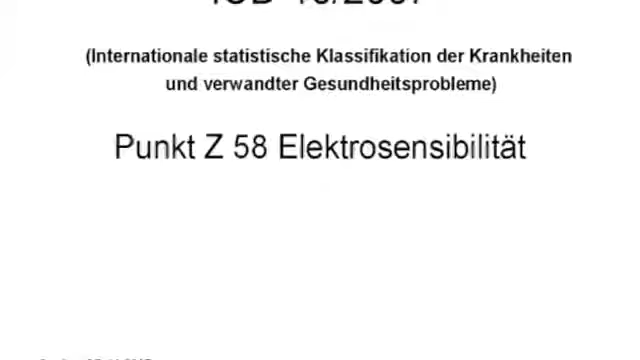 (Internationale statistische Klassifikation der Krankheiten
und verwandter Gesundheitsprobleme)
Punkt Z 58 Elektrosensibilität